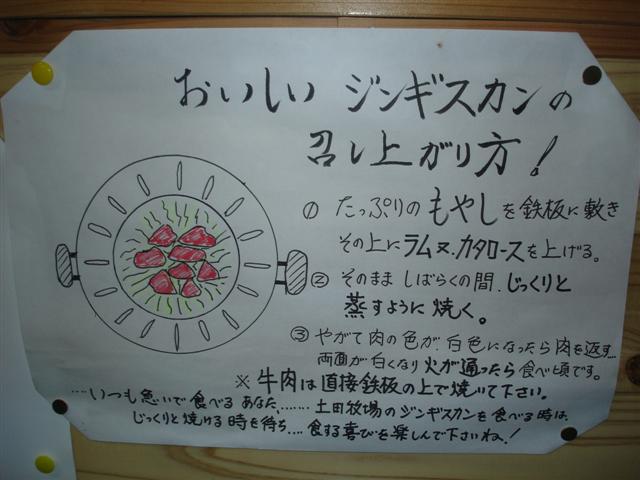 おいしい ジンギスカンの
召し上がり方!
① たっぷりのもやしを鉄板に敷き
その上にラム又、カタロースを上げる。
② そのまま しばらくの間、じっくりと
蒸すように焼く。
③ やがて肉の色が、白色になったら肉を返す…
両面が白くなり火が通ったら食べ頃です。
※ 牛肉は直接鉄板の上で焼いて下さい。
……いつも急いで食べるあなた、……… 土田牧場のジンギスカンを食べる時は、
じっくりと焼ける時を待ち…. 食する喜びを楽しんで下さいね!